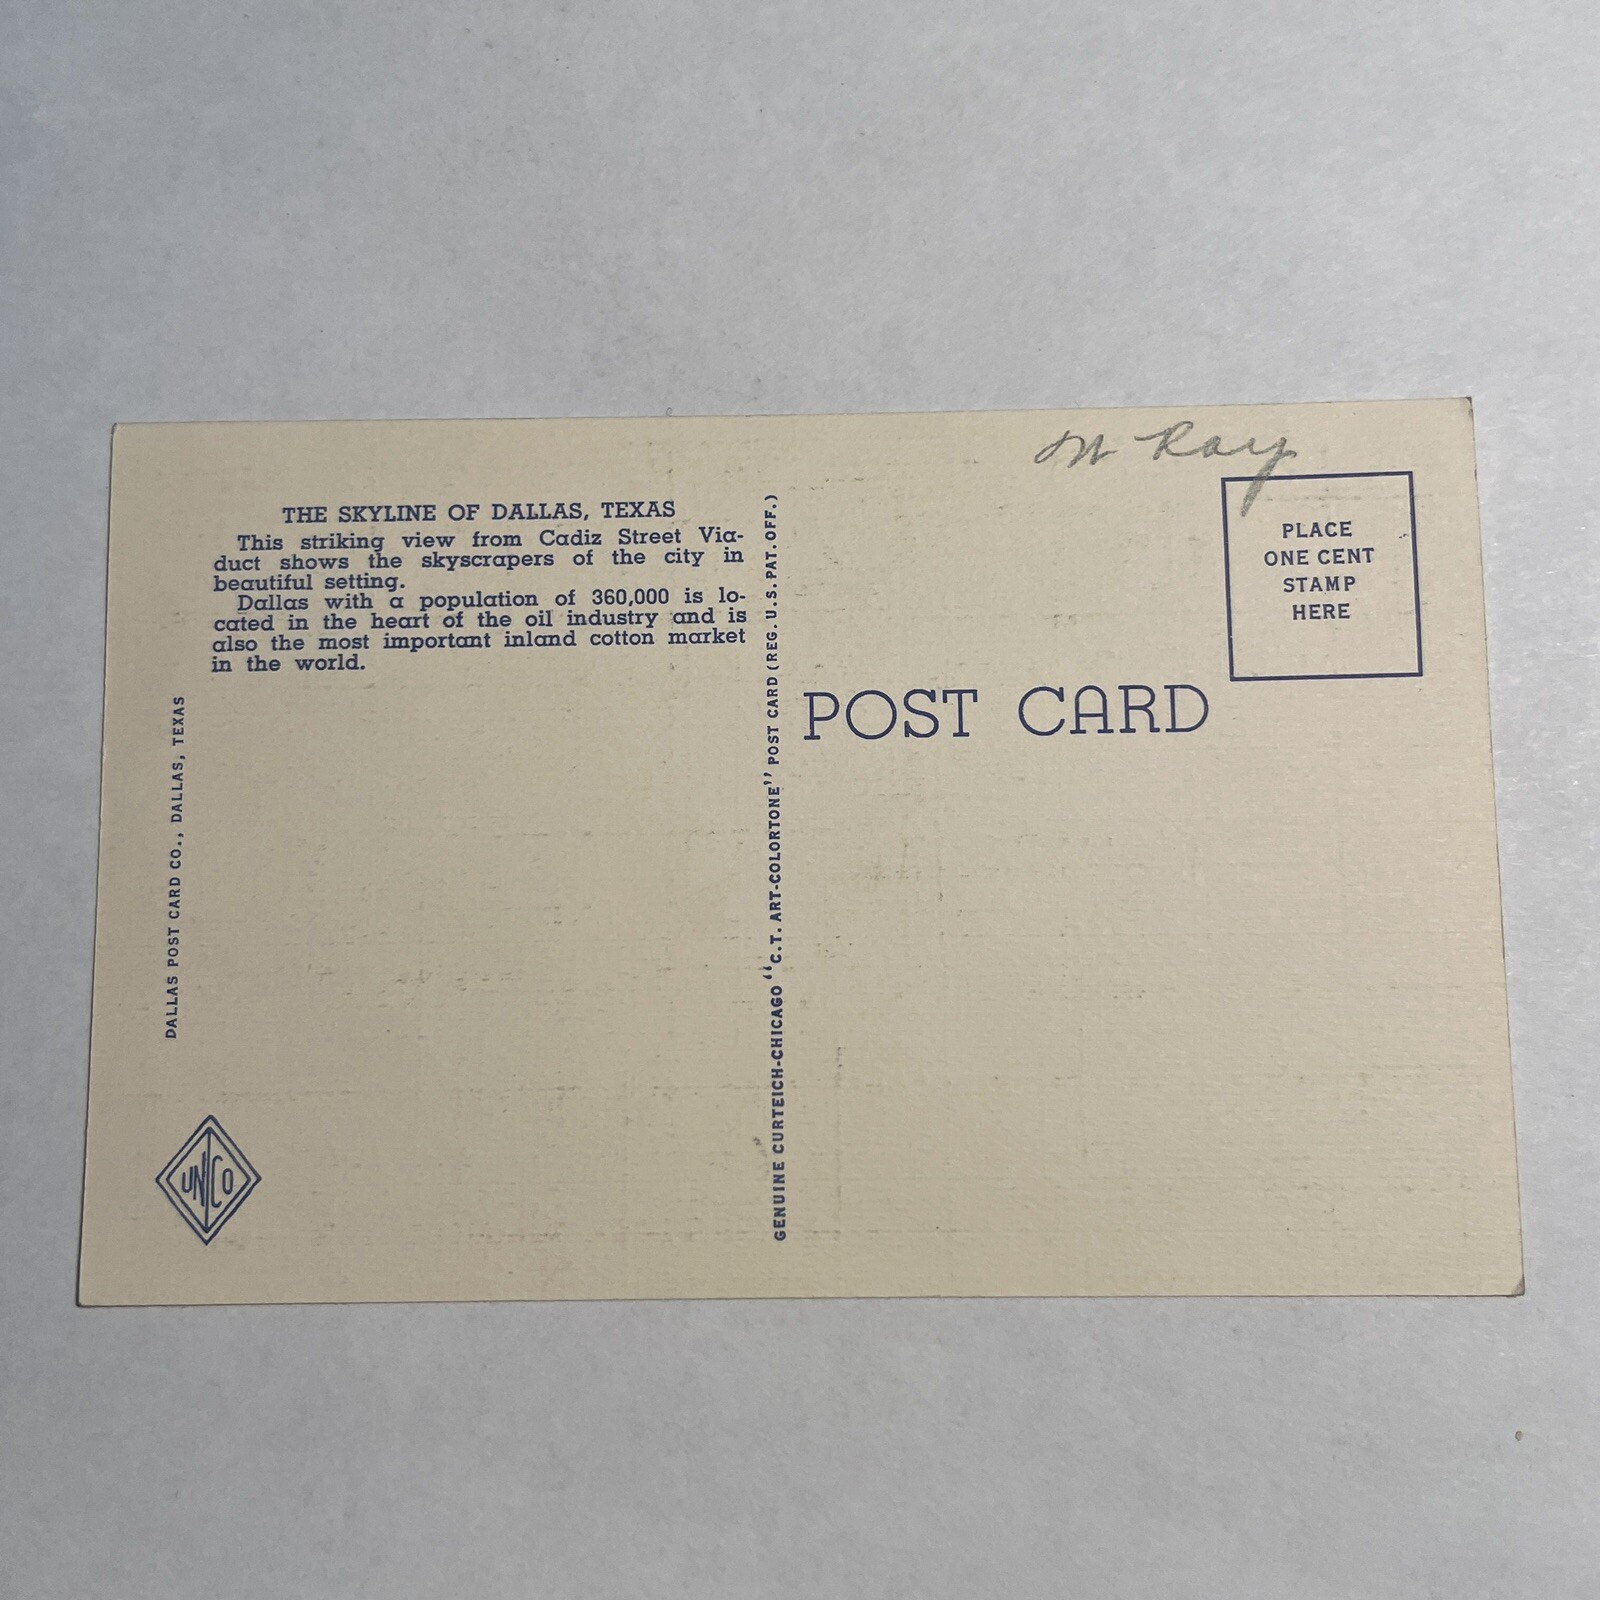 M Ray
THE SKYLINE OF DALLAS, TEXAS
This striking view from Cadiz Street Via-
duct shows the skyscrapers of the city in
beautiful setting.
Dallas with a population of 360,000 is lo-
cated in the heart of the oil industry and is
also the most important inland cotton market
in the world.
DALLAS POST CARD CO., DALLAS, TEXAS
UNICO
GENUINE CURTEICH-CHICAGO "C.T. ART-COLORTONE" POST CARD (REG. U.S. PAT. OFF.)
PLACE
ONE CENT
STAMP
HERE
POST CARD